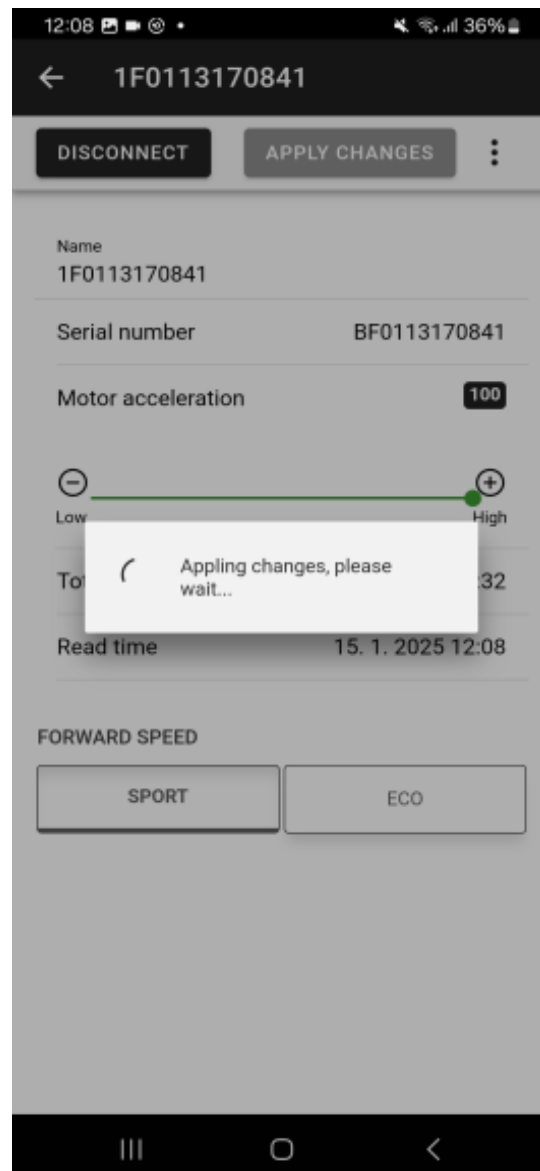 12:08 36%
1F0113170841
DISCONNECT APPLY CHANGES
Name
1F0113170841
Serial number BF0113170841
Motor acceleration 100
Low High
Appling changes, please
wait...
To :32
Read time 15. 1. 2025 12:08
FORWARD SPEED
SPORT ECO